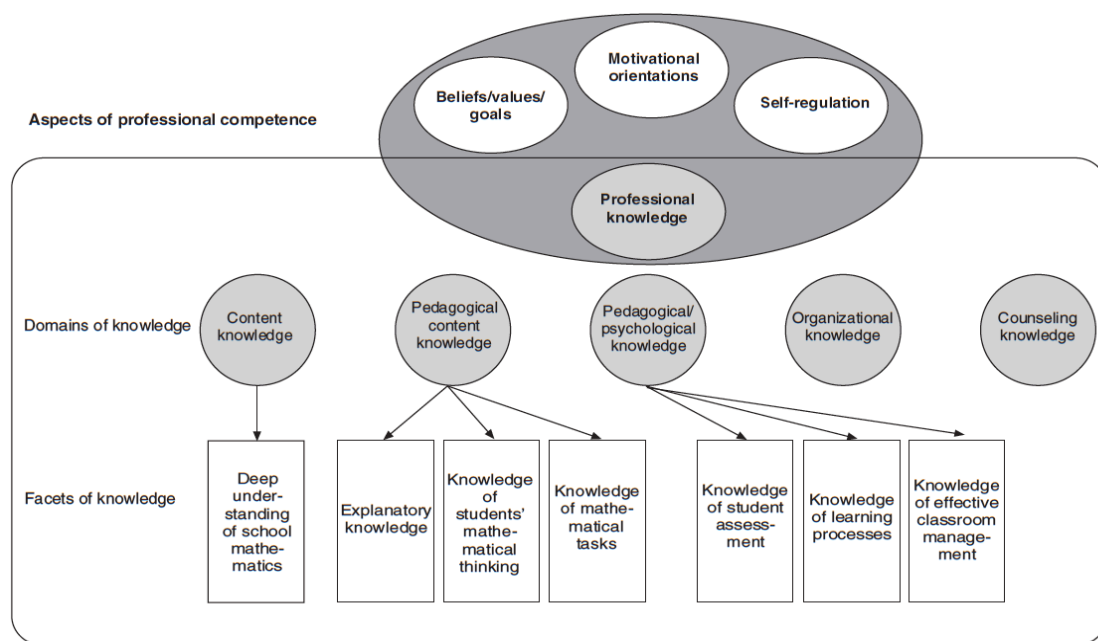 Motivational
orientations
Beliefs/values/
goals
Self-regulation
Aspects of professional competence
Professional
knowledge
Domains of knowledge
Content
knowledge
Pedagogical
content
knowledge
Pedagogical/
psychological
knowledge
Organizational
knowledge
Counseling
knowledge
Facets of knowledge
Deep
under-
standing
of school
mathe-
matics
Explanatory
knowledge
Knowledge
of
students'
mathe-
matical
thinking
Knowledge
of mathe-
matical
tasks
Knowledge
of student
assess-
ment
Knowledge
of learning
processes
Knowledge
of effective
classroom
manage-
ment